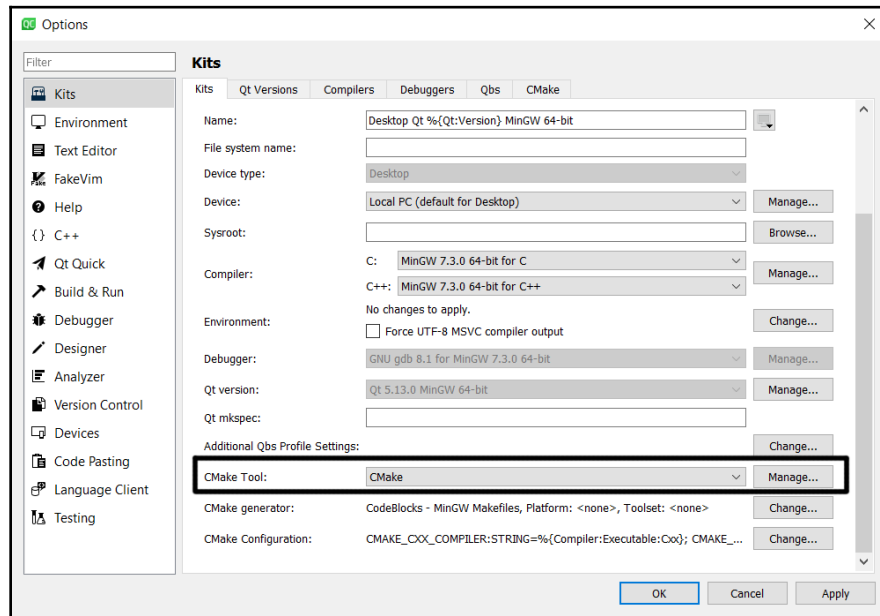 QC Options
Filter
Kits
Environment
Text Editor
Fake FakeVim
Help
{} C++
Qt Quick
Build & Run
Debugger
Designer
Analyzer
Version Control
Devices
Code Pasting
Language Client
Testing
Kits
Kits Qt Versions Compilers Debuggers Qbs CMake
Name: Desktop Qt %{Qt:Version} MinGW 64-bit
File system name:
Device type: Desktop
Device: Local PC (default for Desktop) Manage...
Sysroot: Browse...
Compiler: C: MinGW 7.3.0 64-bit for C Manage...
C++: MinGW 7.3.0 64-bit for C++
Environment: No changes to apply. Change...
Force UTF-8 MSVC compiler output
Debugger: GNU gdb 8.1 for MinGW 7.3.0 64-bit Manage...
Qt version: Qt 5.13.0 MinGW 64-bit Manage...
Qt mkspec:
Additional Qbs Profile Settings: Change...
CMake Tool: CMake Manage...
CMake generator: CodeBlocks - MinGW Makefiles, Platform: <none>, Toolset: <none> Change...
CMake Configuration: CMAKE_CXX_COMPILER:STRING=%{Compiler:Executable:Cxx}; CMAKE_... Change...
OK Cancel Apply